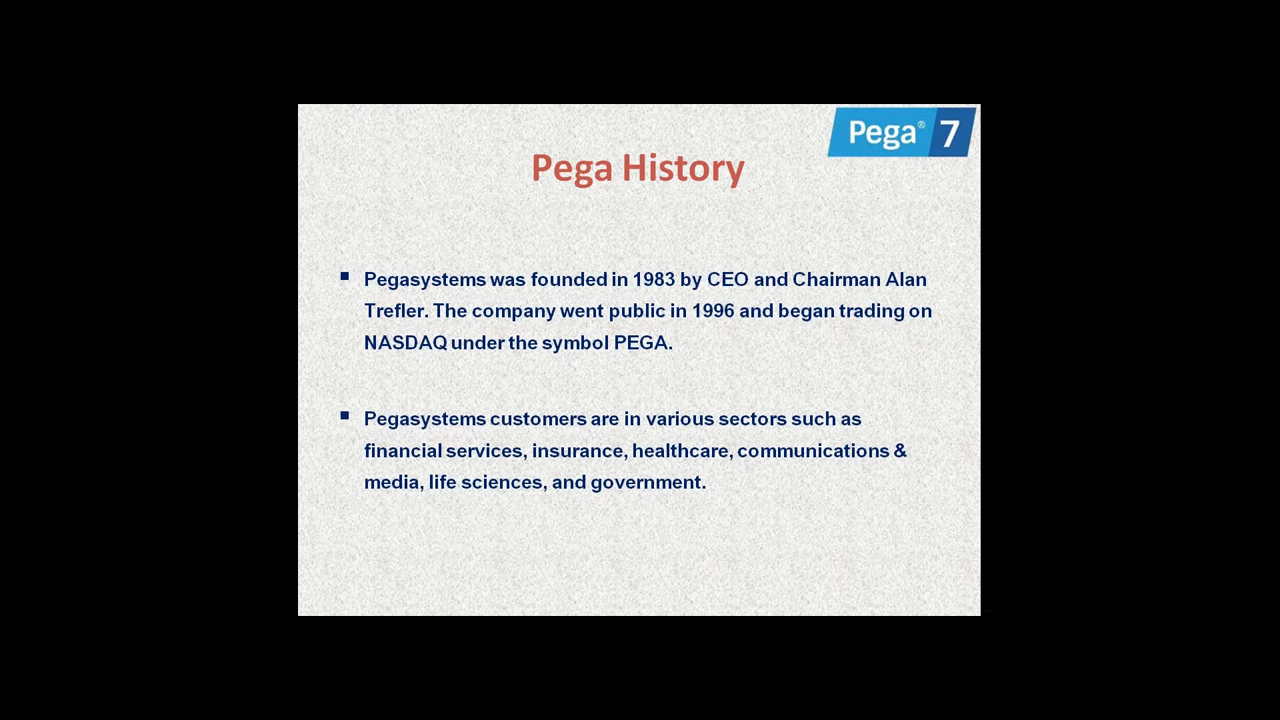 Pega® 7
Pega History
▪ Pegasystems was founded in 1983 by CEO and Chairman Alan
Trefler. The company went public in 1996 and began trading on
NASDAQ under the symbol PEGA.
▪ Pegasystems customers are in various sectors such as
financial services, insurance, healthcare, communications &
media, life sciences, and government.